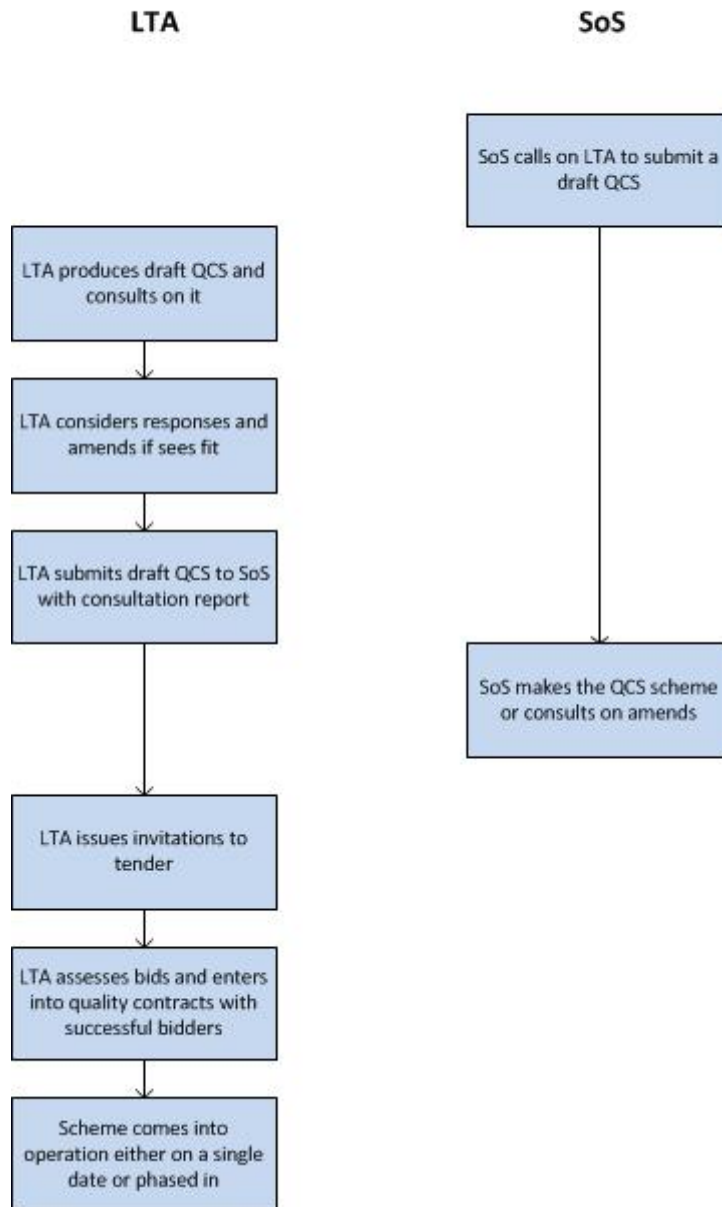 LTA
SoS
SoS calls on LTA to submit a
draft QCS
LTA produces draft QCS and
consults on it
LTA considers responses and
amends if sees fit
LTA submits draft QCS to SoS
with consultation report
SoS makes the QCS scheme
or consults on amends
LTA issues invitations to
tender
LTA assesses bids and enters
into quality contracts with
successful bidders
Scheme comes into
operation either on a single
date or phased in